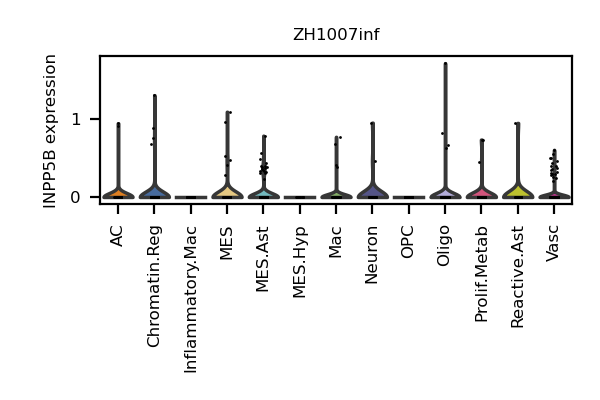 ZH1007inf
INPP5B expression
1
0
AC
Chromatin.Reg
Inflammatory.Mac
MES
MES.Ast
MES.Hyp
Mac
Neuron
OPC
Oligo
Prolif.Metab
Reactive.Ast
Vasc